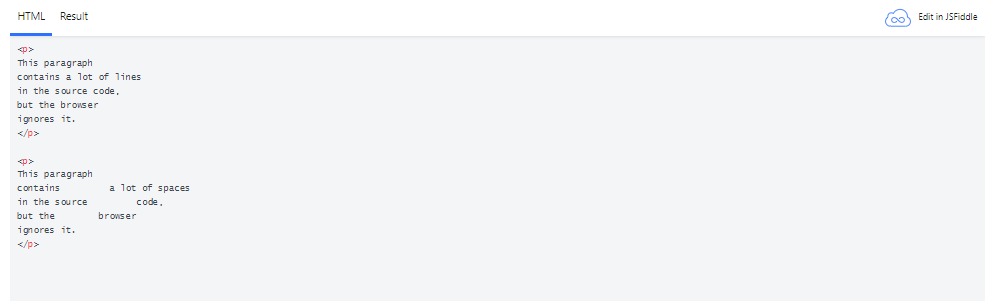 HTML Result Edit in JSFiddle
<p>
This paragraph
contains a lot of lines
in the source code,
but the browser
ignores it.
</p>

<p>
This paragraph
contains         a lot of spaces
in the source         code,
but the        browser
ignores it.
</p>